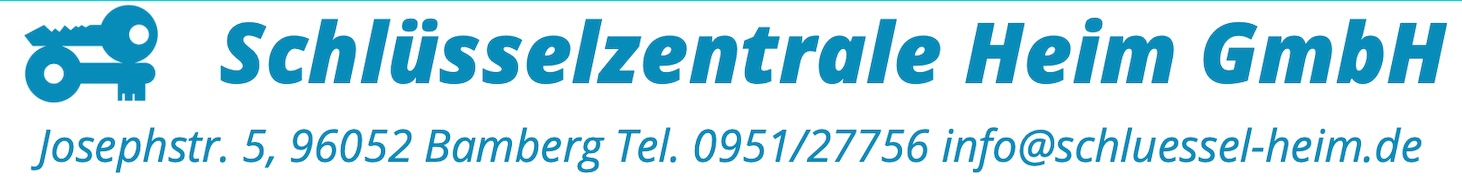 Schlüsselzentrale Heim GmbH
Josephstr. 5, 96052 Bamberg Tel. 0951/27756 info@schluessel-heim.de